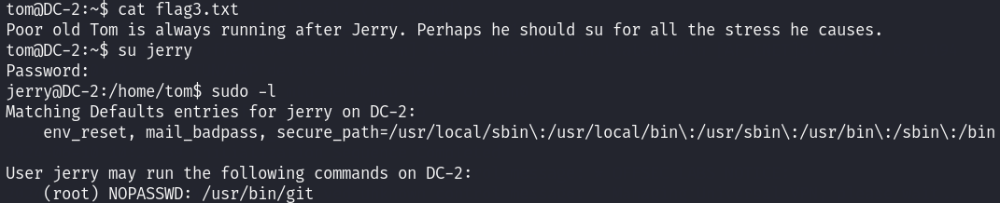 tom@DC-2:~$ cat flag3.txt
Poor old Tom is always running after Jerry. Perhaps he should su for all the stress he causes.
tom@DC-2:~$ su jerry
Password:
jerry@DC-2:/home/tom$ sudo -l
Matching Defaults entries for jerry on DC-2:
    env_reset, mail_badpass, secure_path=/usr/local/sbin\:/usr/local/bin\:/usr/sbin\:/usr/bin\:/sbin\:/bin

User jerry may run the following commands on DC-2:
    (root) NOPASSWD: /usr/bin/git